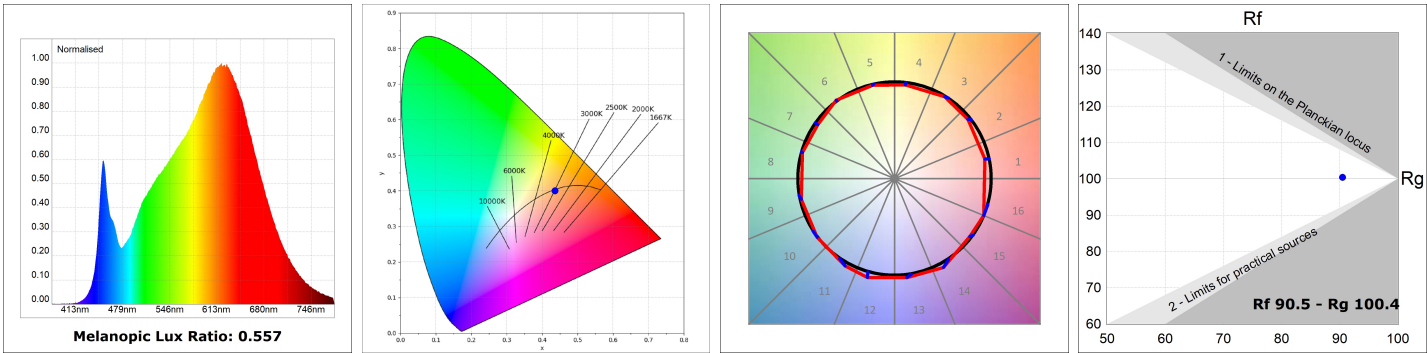 Normalised
1.00
0.90
0.80
0.70
0.60
0.50
0.40
0.30
0.20
0.10
0.00
413nm 479nm 546nm 613nm 680nm 746nm
Melanopic Lux Ratio: 0.557
0.9
0.8
0.7
0.6
0.5
0.4
0.3
0.2
0.1
0.0
y
0.0 0.1 0.2 0.3 0.4 0.5 0.6 0.7 0.8
x
1667K
2000K
2500K
3000K
4000K
6000K
10000K
1
2
3
4
5
6
7
8
9
10
11
12
13
14
15
16
Rf
140
130
120
110
100
90
80
70
60
Rg
1 - Limits on the Planckian locus
2 - Limits for practical sources
Rf 90.5 - Rg 100.4
50 60 70 80 90 100